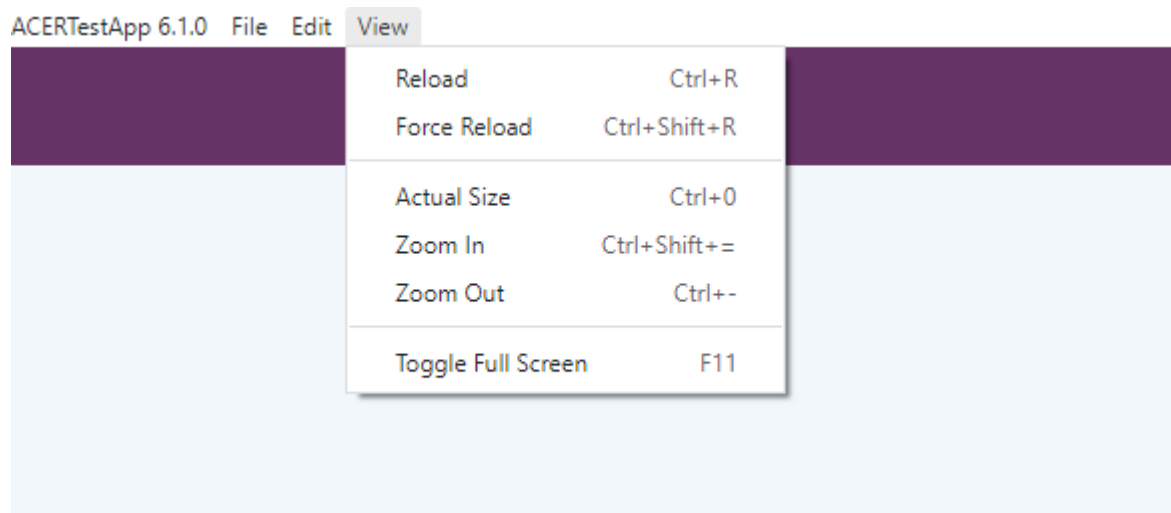 ACERTestApp 6.1.0 File Edit View
Reload Ctrl+R
Force Reload Ctrl+Shift+R
Actual Size Ctrl+0
Zoom In Ctrl+Shift+=
Zoom Out Ctrl+-
Toggle Full Screen F11